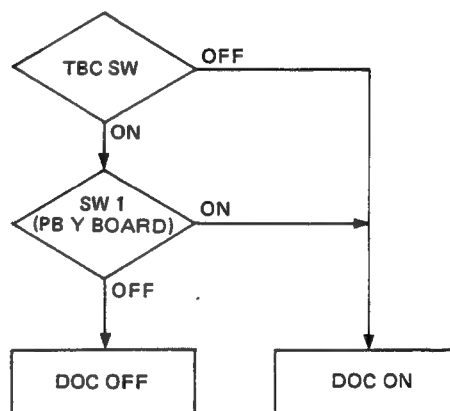 TBC SW
OFF
ON
SW 1
(PB Y BOARD)
ON
OFF
DOC OFF
DOC ON